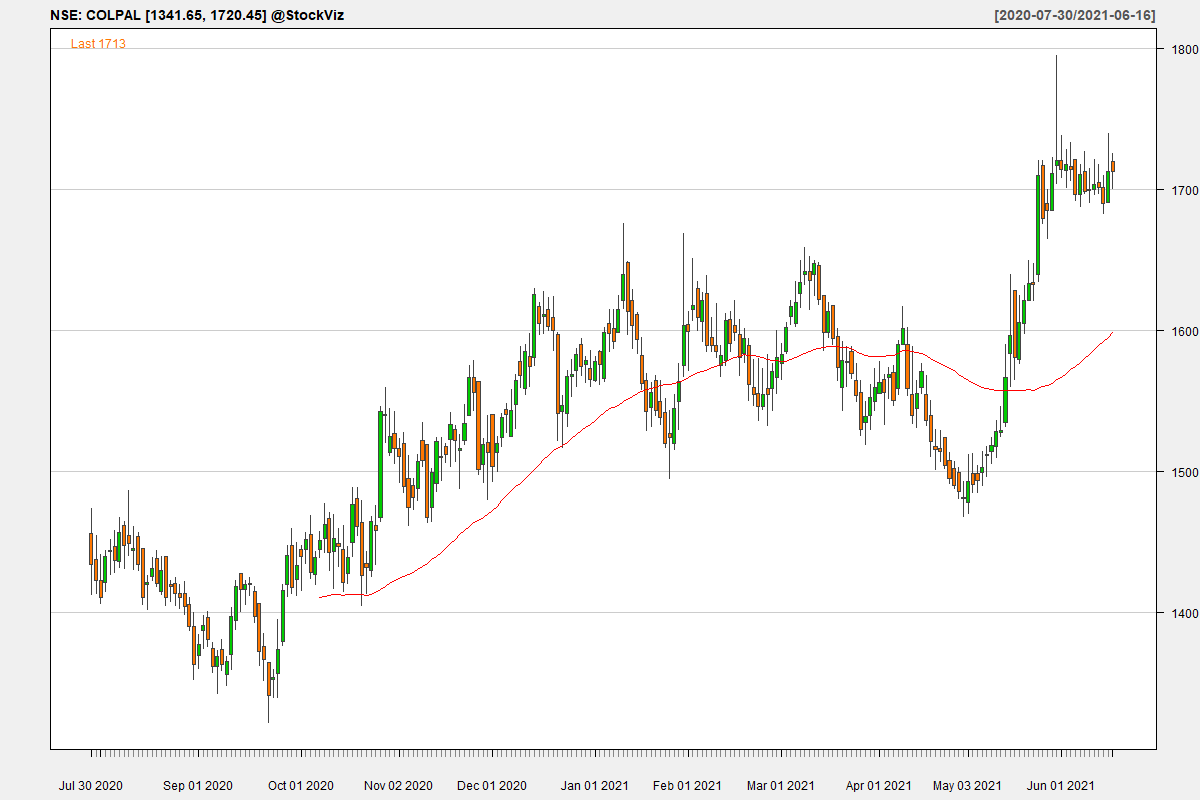 NSE: COLPAL [1341.65, 1720.45] @StockViz [2020-07-30/2021-06-16]
Last 1713
1800
1700
1600
1500
1400
Jul 30 2020 Sep 01 2020 Oct 01 2020 Nov 02 2020 Dec 01 2020 Jan 01 2021 Feb 01 2021 Mar 01 2021 Apr 01 2021 May 03 2021 Jun 01 2021